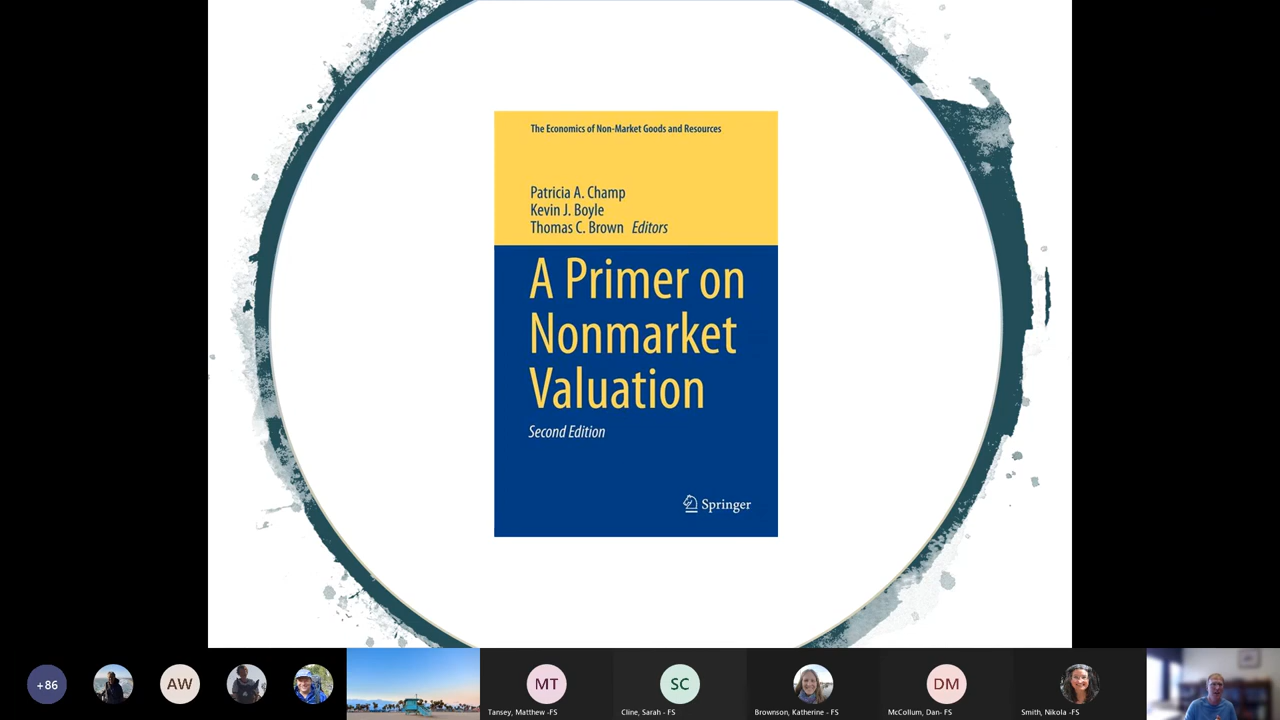 The Economics of Non-Market Goods and Resources
Patricia A. Champ
Kevin J. Boyle
Thomas C. Brown Editors
A Primer on
Nonmarket
Valuation
Second Edition
Springer
+86
AW
MT
SC
DM
Tansey, Matthew -FS
Cline, Sarah - FS
Brownson, Katherine - FS
McCollum, Dan- FS
Smith, Nikola -FS